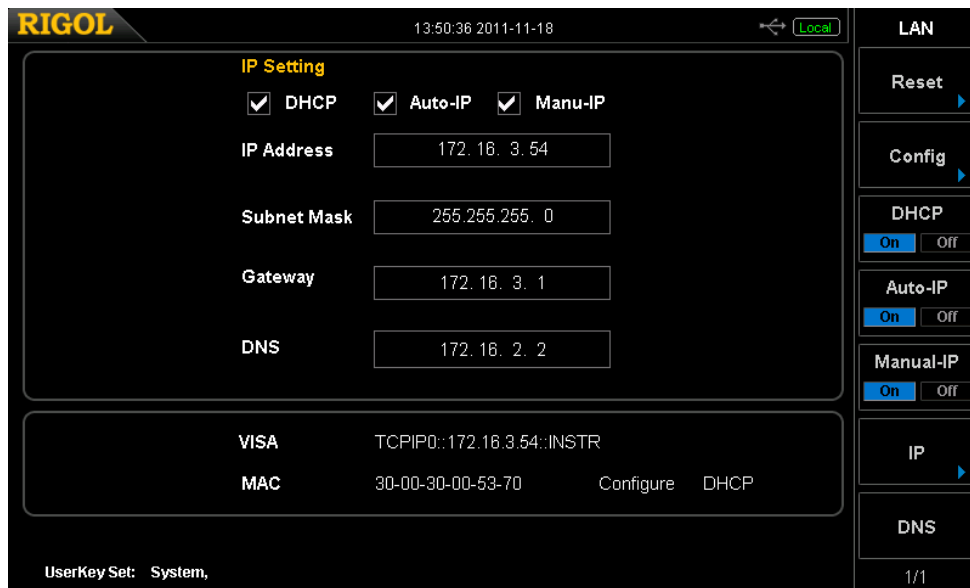 RIGOL 13:50:36 2011-11-18 Local LAN
IP Setting
DHCP Auto-IP Manu-IP
IP Address 172. 16. 3. 54
Subnet Mask 255.255.255. 0
Gateway 172. 16. 3. 1
DNS 172. 16. 2. 2
VISA TCPIP0::172.16.3.54::INSTR
MAC 30-00-30-00-53-70 Configure DHCP
UserKey Set: System,
Reset
Config
DHCP
On Off
Auto-IP
On Off
Manual-IP
On Off
IP
DNS
1/1